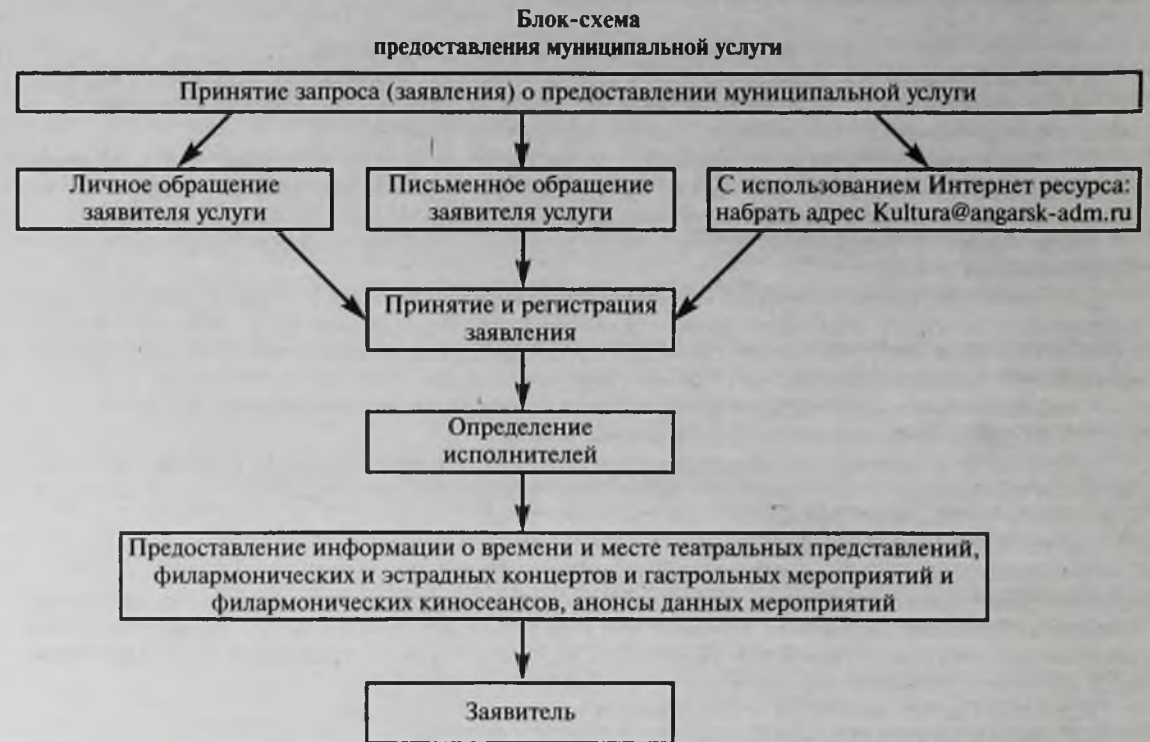 Блок-схема
предоставления муниципальной услуги
Принятие запроса (заявления) о предоставлении муниципальной услуги
Личное обращение
заявителя услуги
Письменное обращение
заявителя услуги
С использованием Интернет ресурса:
набрать адрес Kultura@angarsk-adm.ru
Принятие и регистрация
заявления
Определение
исполнителей
Предоставление информации о времени и месте театральных представлений,
филармонических и эстрадных концертов и гастрольных мероприятий и
филармонических киносеансов, анонсы данных мероприятий
Заявитель